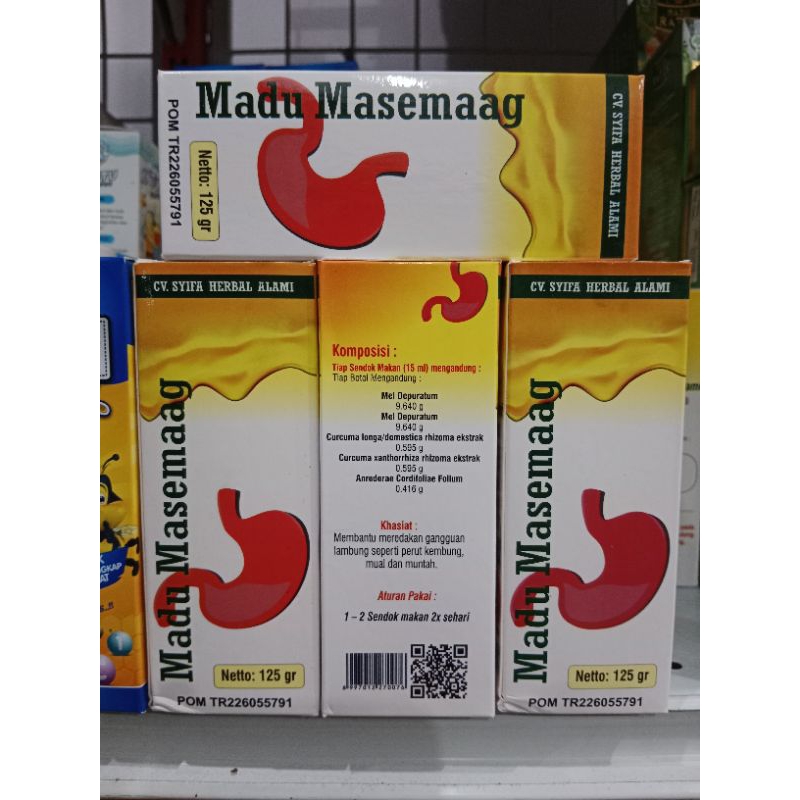 Madu Masemaag
POM TR226055791
Netto: 125 gr
CV. SYIFA HERBAL ALAMI
CV. SYIFA HERBAL ALAMI
Madu Masemaag
Netto: 125 gr
POM TR226055791
Komposisi :
Tiap Sendok Makan (15 ml) mengandung :
Tiap Botol Mengandung :
Mel Depuratum
9.640 g
Mel Depuratum
9.640 g
Curcuma longa/domestica rhizoma ekstrak
0.595 g
Curcuma xanthorrhiza rhizoma ekstrak
0.595 g
Anrederae Cordifoliae Folium
0.416 g
Khasiat :
Membantu meredakan gangguan
lambung seperti perut kembung,
mual dan muntah.
Aturan Pakai :
1 – 2 Sendok makan 2x sehari
8 997012 270076
CV. SYIFA HERBAL ALAMI
Madu Masemaag
Netto: 125 gr
POM TR226055791